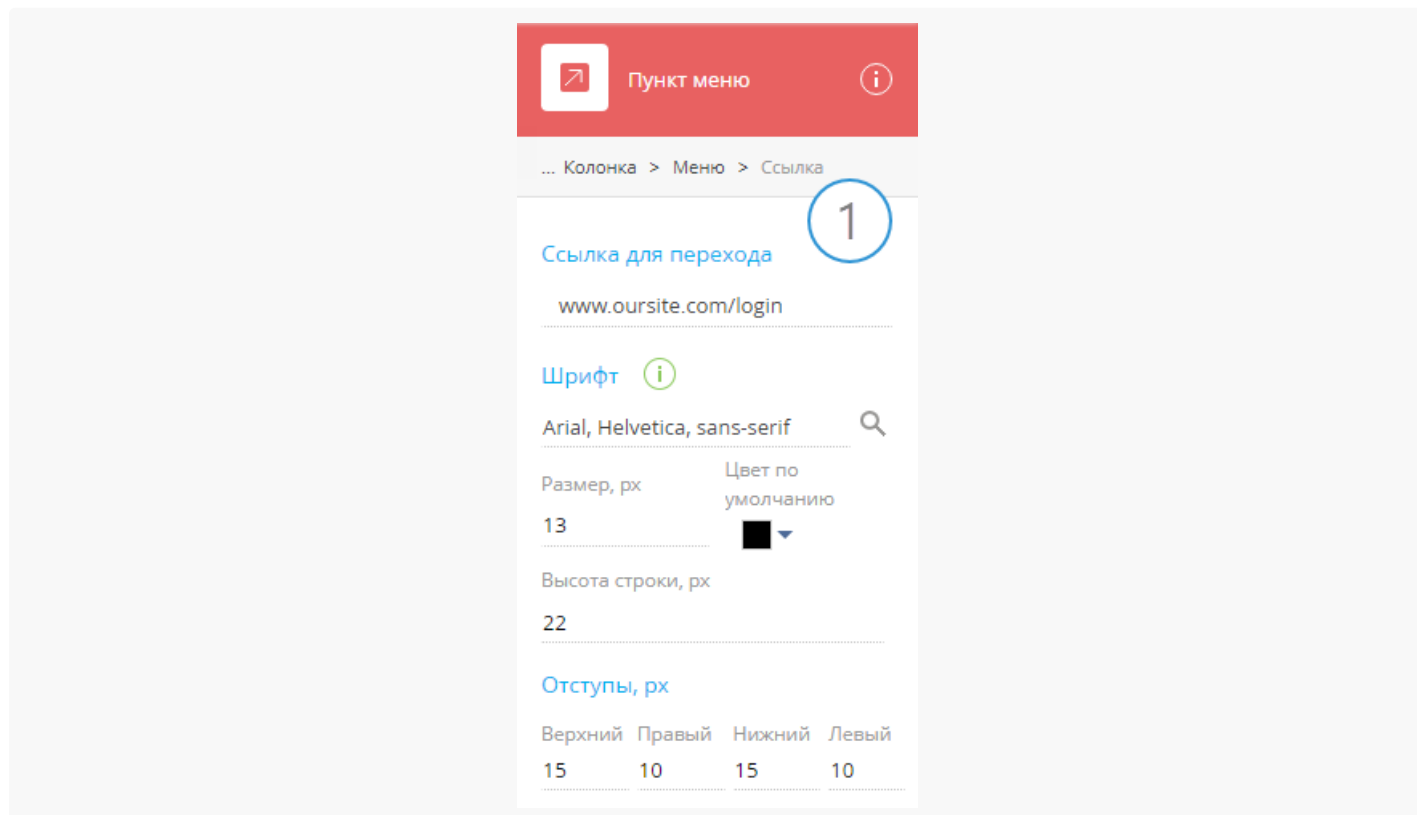 Пункт меню
... Колонка > Меню > Ссылка
1
Ссылка для перехода
www.oursite.com/login
Шрифт
Arial, Helvetica, sans-serif
Размер, px
Цвет по
умолчанию
13
Высота строки, px
22
Отступы, px
Верхний Правый Нижний Левый
15 10 15 10